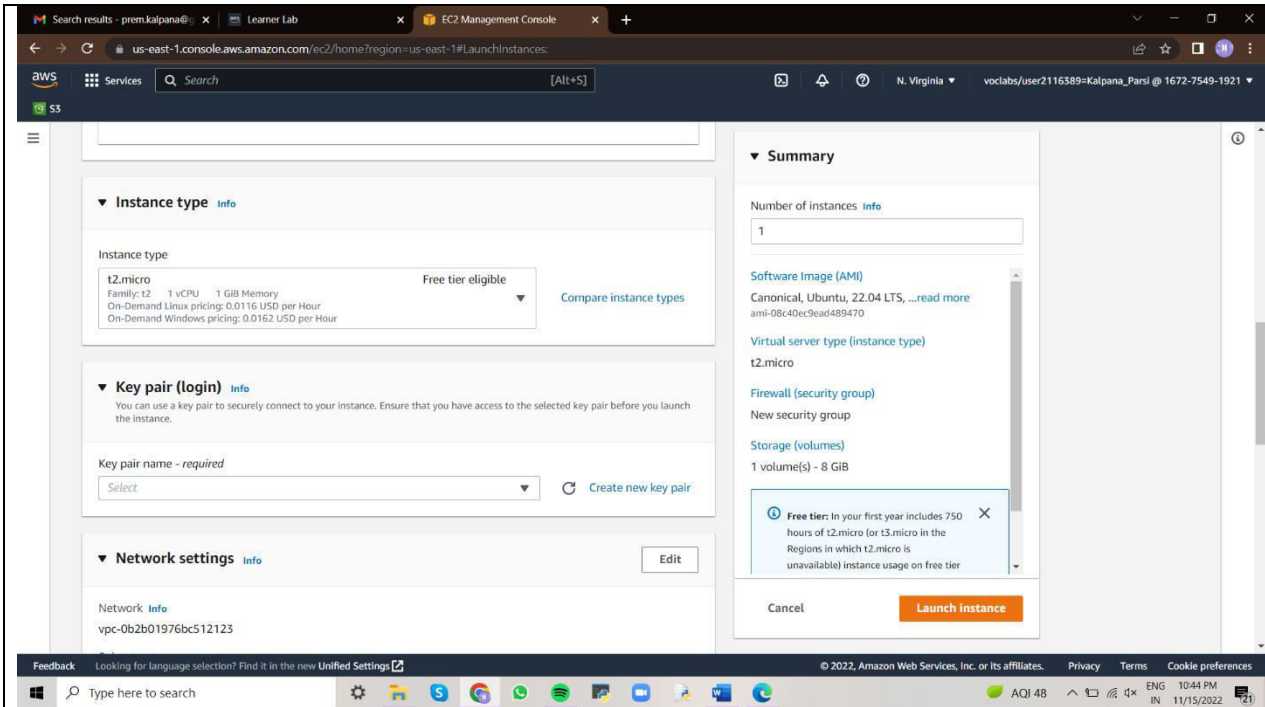 Search results - prem.kalpana@g
Learner Lab
EC2 Management Console
us-east-1.console.aws.amazon.com/ec2/home?region=us-east-1#LaunchInstances:
aws
Services
Search
[Alt+S]
N. Virginia
voclabs/user2116389=Kalpana_Parsi @ 1672-7549-1921
S3
Instance type Info
Instance type
t2.micro
Free tier eligible
Family: t2 1 vCPU 1 GiB Memory
On-Demand Linux pricing: 0.0116 USD per Hour
On-Demand Windows pricing: 0.0162 USD per Hour
Compare instance types
Key pair (login) Info
You can use a key pair to securely connect to your instance. Ensure that you have access to the selected key pair before you launch
the instance.
Key pair name - required
Select
Create new key pair
Network settings Info
Edit
Network Info
vpc-0b2b01976bc512123
Summary
Number of instances Info
1
Software Image (AMI)
Canonical, Ubuntu, 22.04 LTS, ...read more
ami-08c40ec9ead489470
Virtual server type (instance type)
t2.micro
Firewall (security group)
New security group
Storage (volumes)
1 volume(s) - 8 GiB
Free tier: In your first year includes 750
hours of t2.micro (or t3.micro in the
Regions in which t2.micro is
unavailable) instance usage on free tier
Cancel
Launch instance
Feedback
Looking for language selection? Find it in the new Unified Settings
© 2022, Amazon Web Services, Inc. or its affiliates.
Privacy
Terms
Cookie preferences
Type here to search
AQI 48
ENG
IN
10:44 PM
11/15/2022
21